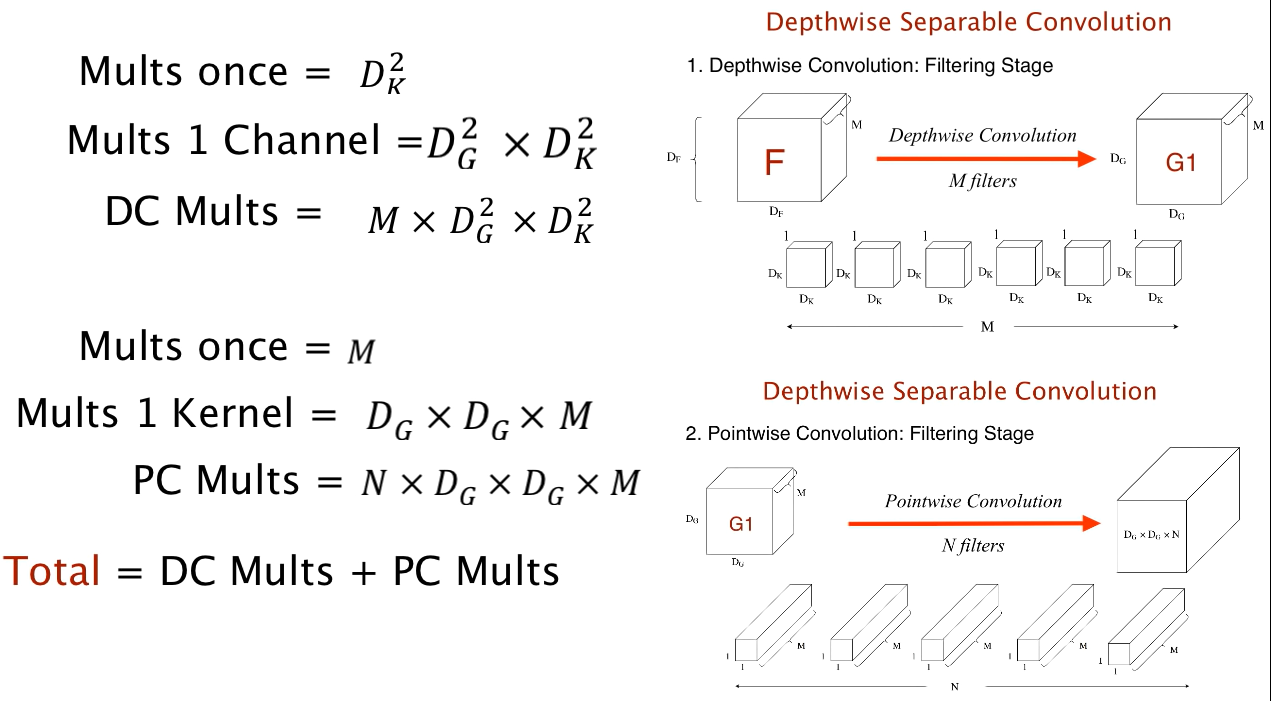 Mults once = D_K^2
Mults 1 Channel =D_G^2 × D_K^2
DC Mults = M × D_G^2 × D_K^2
Mults once = M
Mults 1 Kernel = D_G × D_G × M
PC Mults = N × D_G × D_G × M
Total = DC Mults + PC Mults
Depthwise Separable Convolution
1. Depthwise Convolution: Filtering Stage
M
M
D_F
F
Depthwise Convolution
M filters
D_G
G1
D_F
D_G
1 1 1 1 1 1
D_K D_K D_K D_K D_K D_K
D_K D_K D_K D_K D_K D_K
M
Depthwise Separable Convolution
2. Pointwise Convolution: Filtering Stage
M
D_G
G1
Pointwise Convolution
N filters
D_G × D_G × N
D_G
M M M M M
1 1 1 1 1
1 1 1 1 1
N